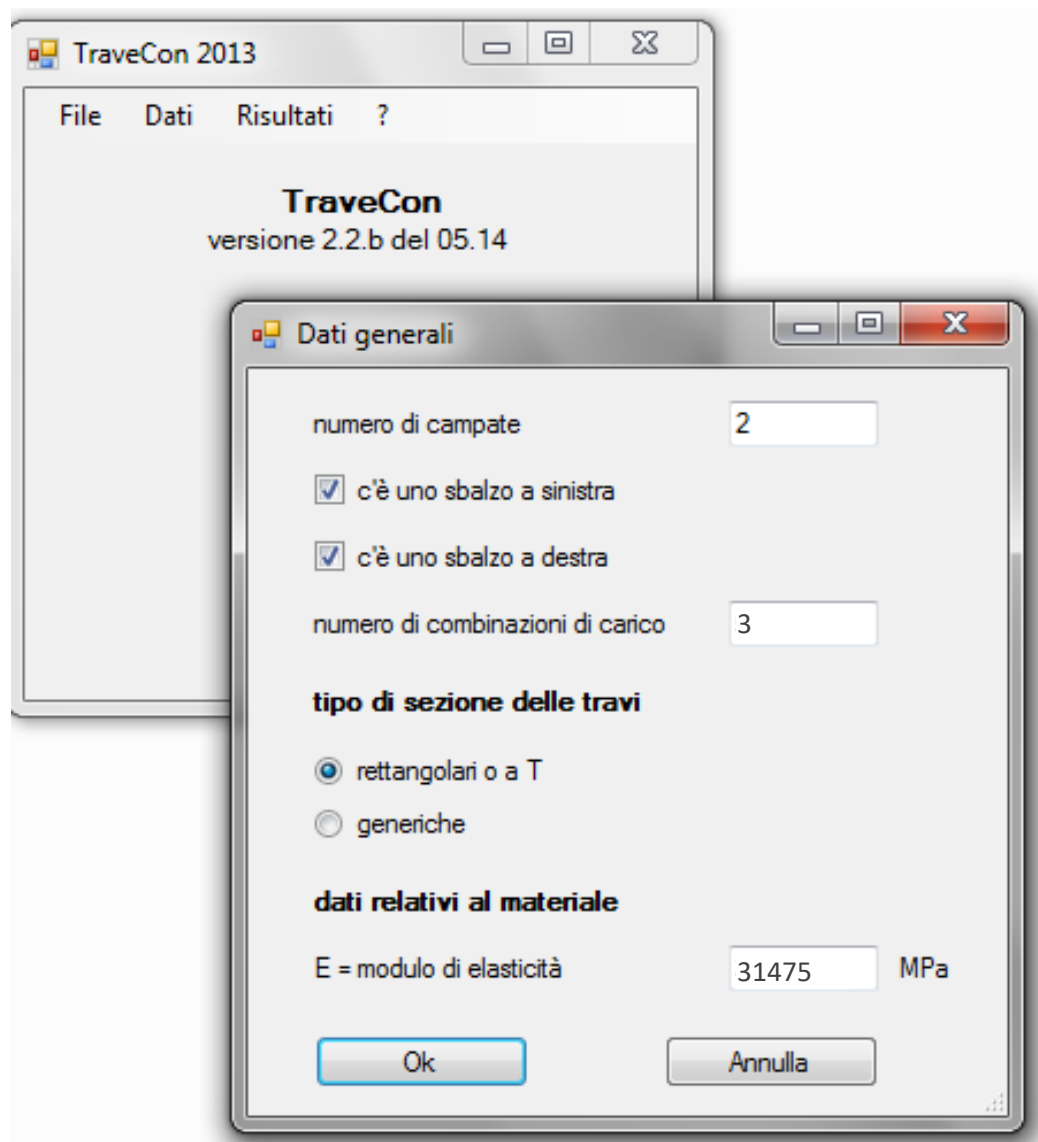 TraveCon 2013
File Dati Risultati ?
TraveCon
versione 2.2.b del 05.14
Dati generali
numero di campate 2
c'è uno sbalzo a sinistra
c'è uno sbalzo a destra
numero di combinazioni di carico 3
tipo di sezione delle travi
rettangolari o a T
generiche
dati relativi al materiale
E = modulo di elasticità 31475 MPa
Ok Annulla